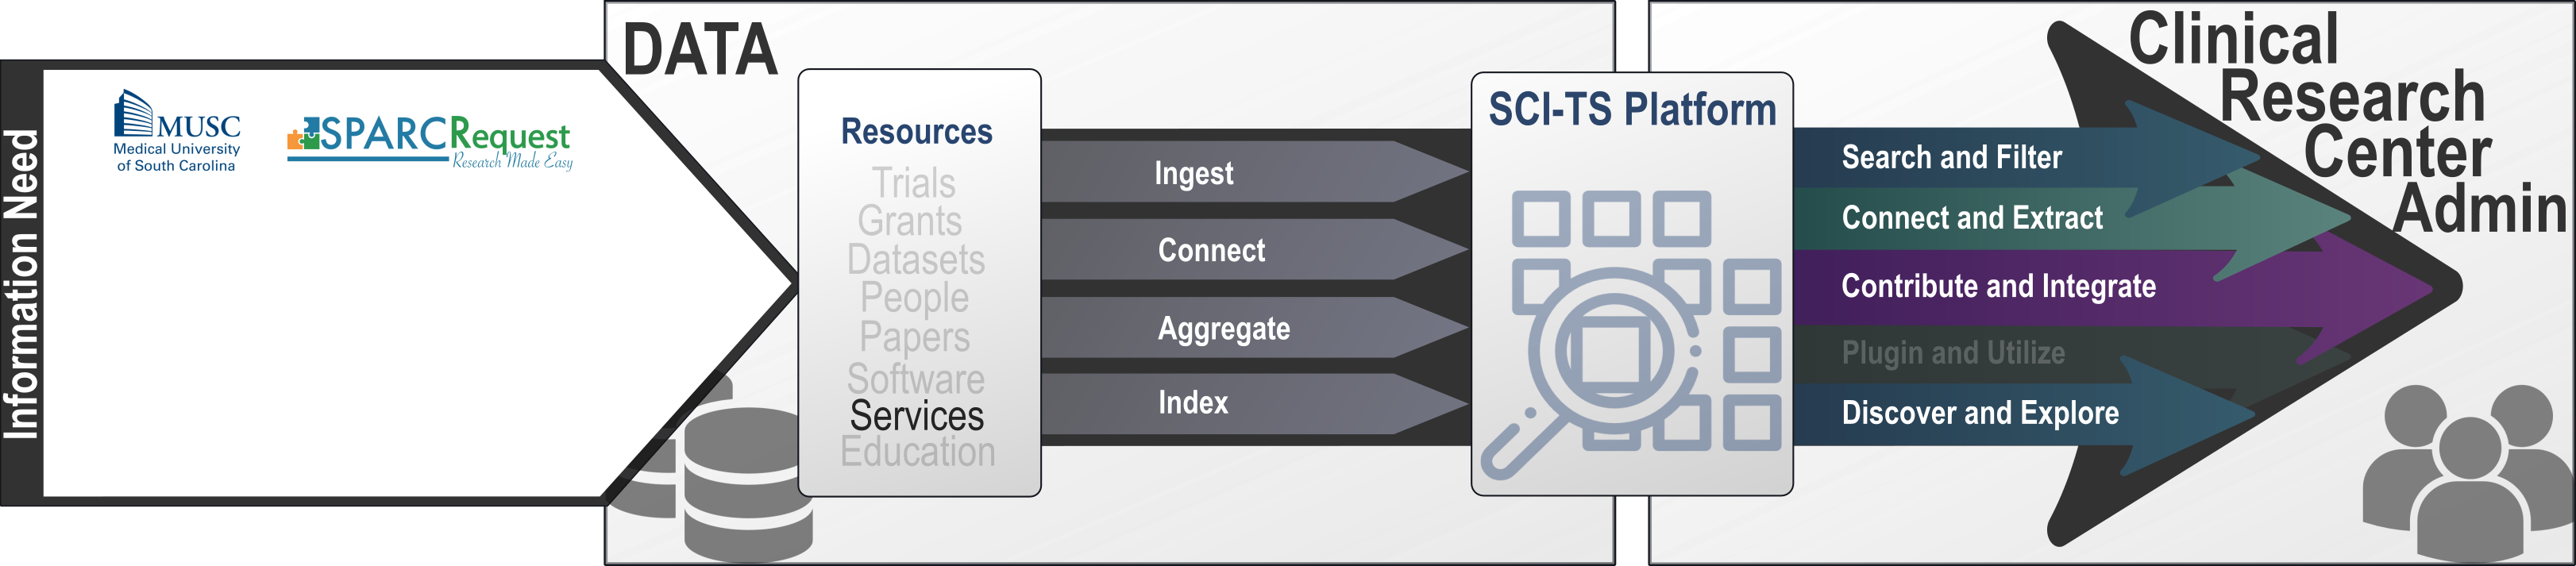 Information Need
MUSC
Medical University
of South Carolina
SPARCRequest
Research Made Easy
DATA
Resources
Trials
Grants
Datasets
People
Papers
Software
Services
Education
Ingest
Connect
Aggregate
Index
SCI-TS Platform
Search and Filter
Connect and Extract
Contribute and Integrate
Plugin and Utilize
Discover and Explore
Clinical
Research
Center
Admin